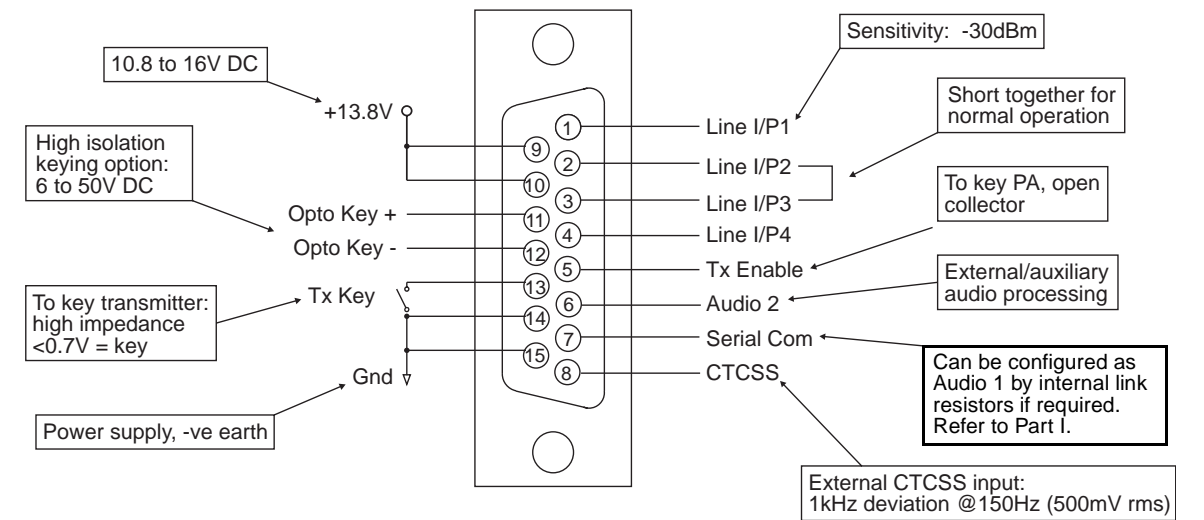 Sensitivity: -30dBm
10.8 to 16V DC
+13.8V
Short together for
normal operation
High isolation
keying option:
6 to 50V DC
To key PA, open
collector
Opto Key +
Opto Key -
External/auxiliary
audio processing
To key transmitter:
high impedance
<0.7V = key
Tx Key
Gnd
Power supply, -ve earth
9
10
11
12
13
14
15
1
2
3
4
5
6
7
8
Line I/P1
Line I/P2
Line I/P3
Line I/P4
Tx Enable
Audio 2
Serial Com
CTCSS
Can be configured as
Audio 1 by internal link
resistors if required.
Refer to Part I.
External CTCSS input:
1kHz deviation @150Hz (500mV rms)